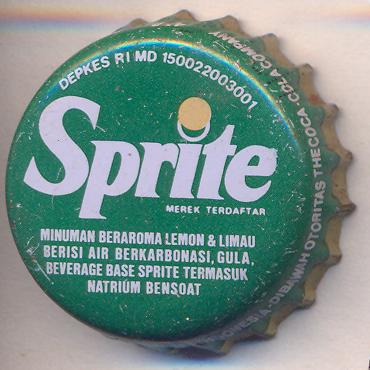 DEPKES RI MD 150022003001
Sprite
MEREK TERDAFTAR
MINUMAN BERAROMA LEMON & LIMAU
BERISI AIR BERKARBONASI, GULA,
BEVERAGE BASE SPRITE TERMASUK
NATRIUM BENSOAT
DIBAWAH OTORITAS THE COCA-COLA COMPANY